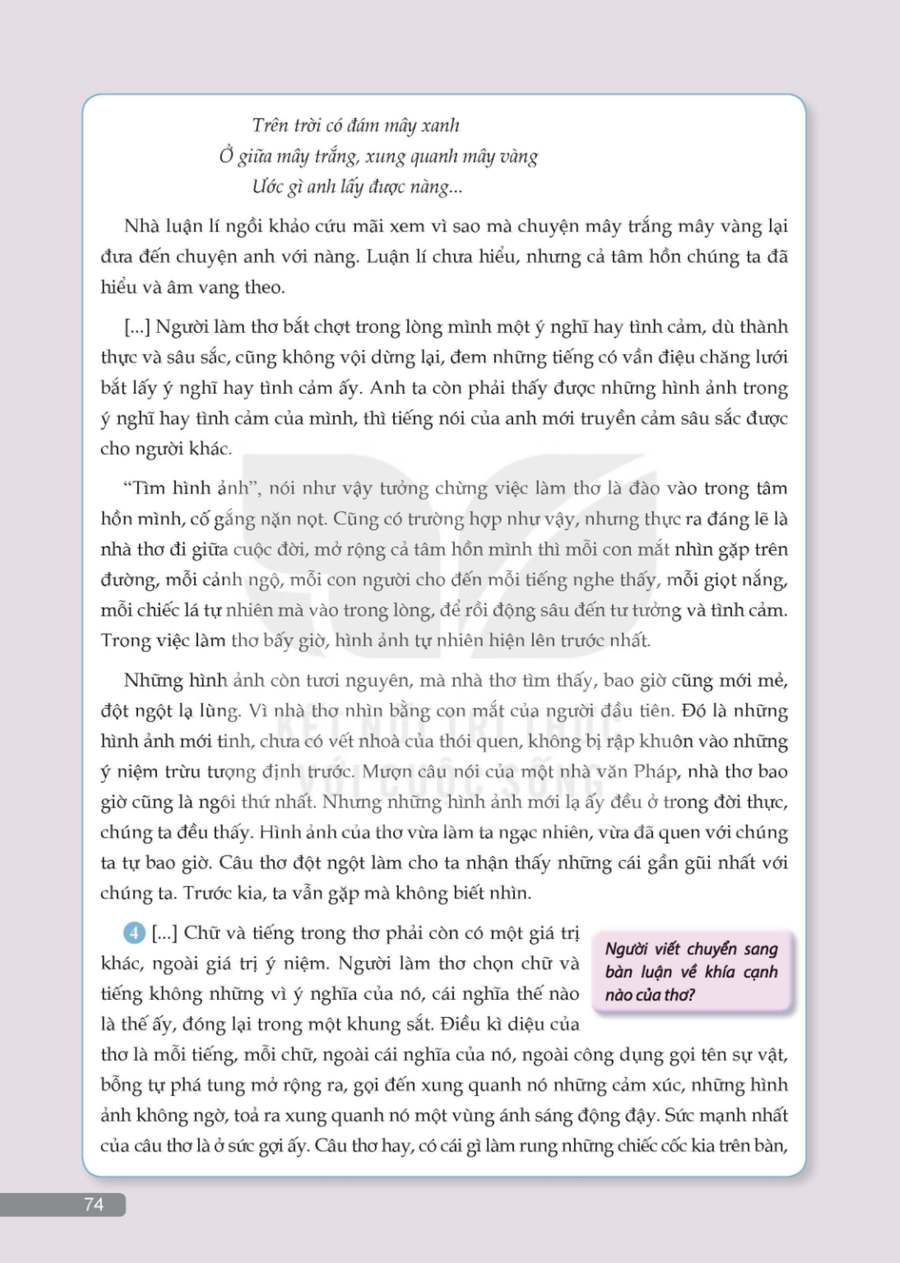 Trên trời có đám mây xanh
Ở giữa mây trắng, xung quanh mây vàng
Ước gì anh lấy được nàng...
Nhà luận lí ngồi khảo cứu mãi xem vì sao mà chuyện mây trắng mây vàng lại
đưa đến chuyện anh với nàng. Luận lí chưa hiểu, nhưng cả tâm hồn chúng ta đã
hiểu và âm vang theo.
[...] Người làm thơ bắt chợt trong lòng mình một ý nghĩ hay tình cảm, dù thành
thực và sâu sắc, cũng không vội dừng lại, đem những tiếng có vần điệu chăng lưới
bắt lấy ý nghĩ hay tình cảm ấy. Anh ta còn phải thấy được những hình ảnh trong
ý nghĩ hay tình cảm của mình, thì tiếng nói của anh mới truyền cảm sâu sắc được
cho người khác.
“Tìm hình ảnh”, nói như vậy tưởng chừng việc làm thơ là đào vào trong tâm
hồn mình, cố gắng nặn nọt. Cũng có trường hợp như vậy, nhưng thực ra đáng lẽ là
nhà thơ đi giữa cuộc đời, mở rộng cả tâm hồn mình thì mỗi con mắt nhìn gặp trên
đường, mỗi cảnh ngộ, mỗi con người cho đến mỗi tiếng nghe thấy, mỗi giọt nắng,
mỗi chiếc lá tự nhiên mà vào trong lòng, để rồi động sâu đến tư tưởng và tình cảm.
Trong việc làm thơ bấy giờ, hình ảnh tự nhiên hiện lên trước nhất.
Những hình ảnh còn tươi nguyên, mà nhà thơ tìm thấy, bao giờ cũng mới mẻ,
đột ngột lạ lùng. Vì nhà thơ nhìn bằng con mắt của người đầu tiên. Đó là những
hình ảnh mới tinh, chưa có vết nhoà của thói quen, không bị rập khuôn vào những
ý niệm trừu tượng định trước. Mượn câu nói của một nhà văn Pháp, nhà thơ bao
giờ cũng là ngôi thứ nhất. Nhưng những hình ảnh mới lạ ấy đều ở trong đời thực,
chúng ta đều thấy. Hình ảnh của thơ vừa làm ta ngạc nhiên, vừa đã quen với chúng
ta tự bao giờ. Câu thơ đột ngột làm cho ta nhận thấy những cái gần gũi nhất với
chúng ta. Trước kia, ta vẫn gặp mà không biết nhìn.
KẾT NỐI TRI THỨC
VỚI CUỘC SỐNG
4 [...] Chữ và tiếng trong thơ phải còn có một giá trị
khác, ngoài giá trị ý niệm. Người làm thơ chọn chữ và
tiếng không những vì ý nghĩa của nó, cái nghĩa thế nào
là thế ấy, đóng lại trong một khung sắt. Điều kì diệu của
thơ là mỗi tiếng, mỗi chữ, ngoài cái nghĩa của nó, ngoài công dụng gọi tên sự vật,
bỗng tự phá tung mở rộng ra, gọi đến xung quanh nó những cảm xúc, những hình
ảnh không ngờ, toả ra xung quanh nó một vùng ánh sáng động đậy. Sức mạnh nhất
của câu thơ là ở sức gợi ấy. Câu thơ hay, có cái gì làm rung những chiếc cốc kia trên bàn,
Người viết chuyển sang
bàn luận về khía cạnh
nào của thơ?
74